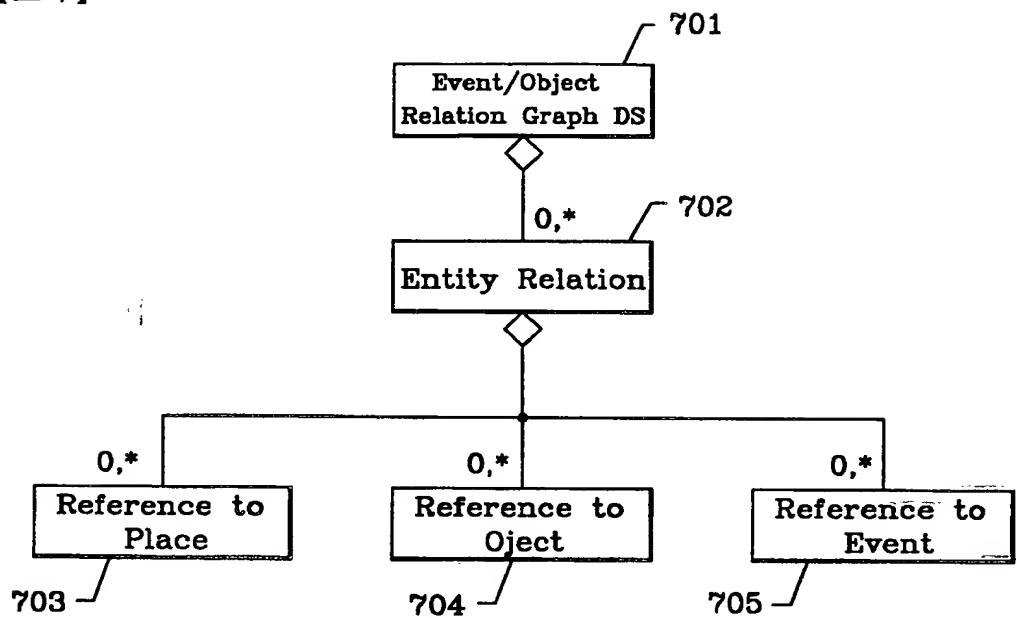 701
Event/Object
Relation Graph DS
0,*
702
Entity Relation
0,*
0,*
0,*
Reference to
Place
Reference to
Oject
Reference to
Event
703
704
705